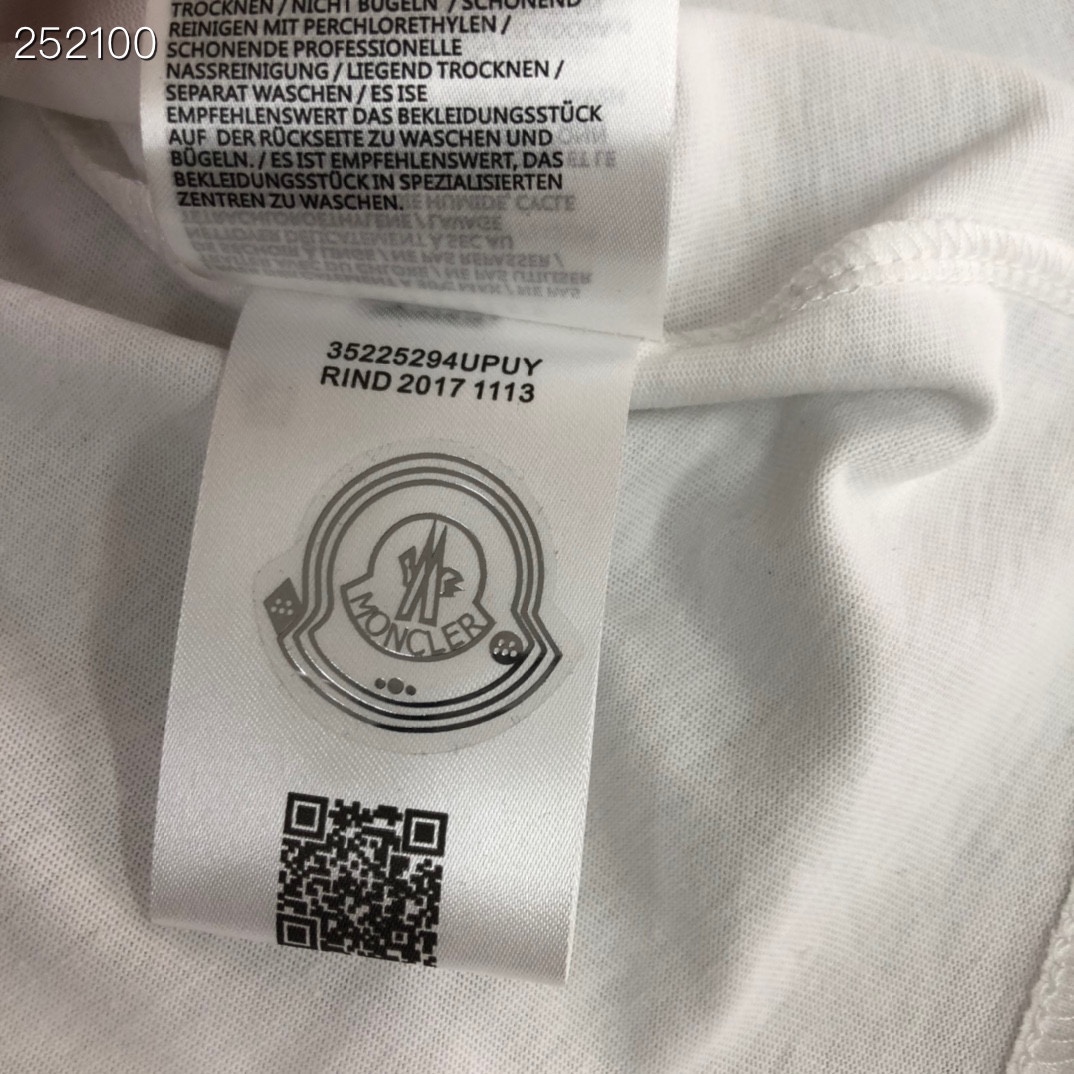 252100
TROCKNEN / NICHT BÜGELN / SCHONEND
REINIGEN MIT PERCHLORETHYLEN /
SCHONENDE PROFESSIONELLE
NASSREINIGUNG / LIEGEND TROCKNEN /
SEPARAT WASCHEN / ES ISE
EMPFEHLENSWERT DAS BEKLEIDUNGSSTÜCK
AUF DER RÜCKSEITE ZU WASCHEN UND
BÜGELN. / ES IST EMPFEHLENSWERT, DAS
BEKLEIDUNGSSTÜCK IN SPEZIALISIERTEN
ZENTREN ZU WASCHEN.
35225294UPUY
RIND 2017 1113
MONCLER